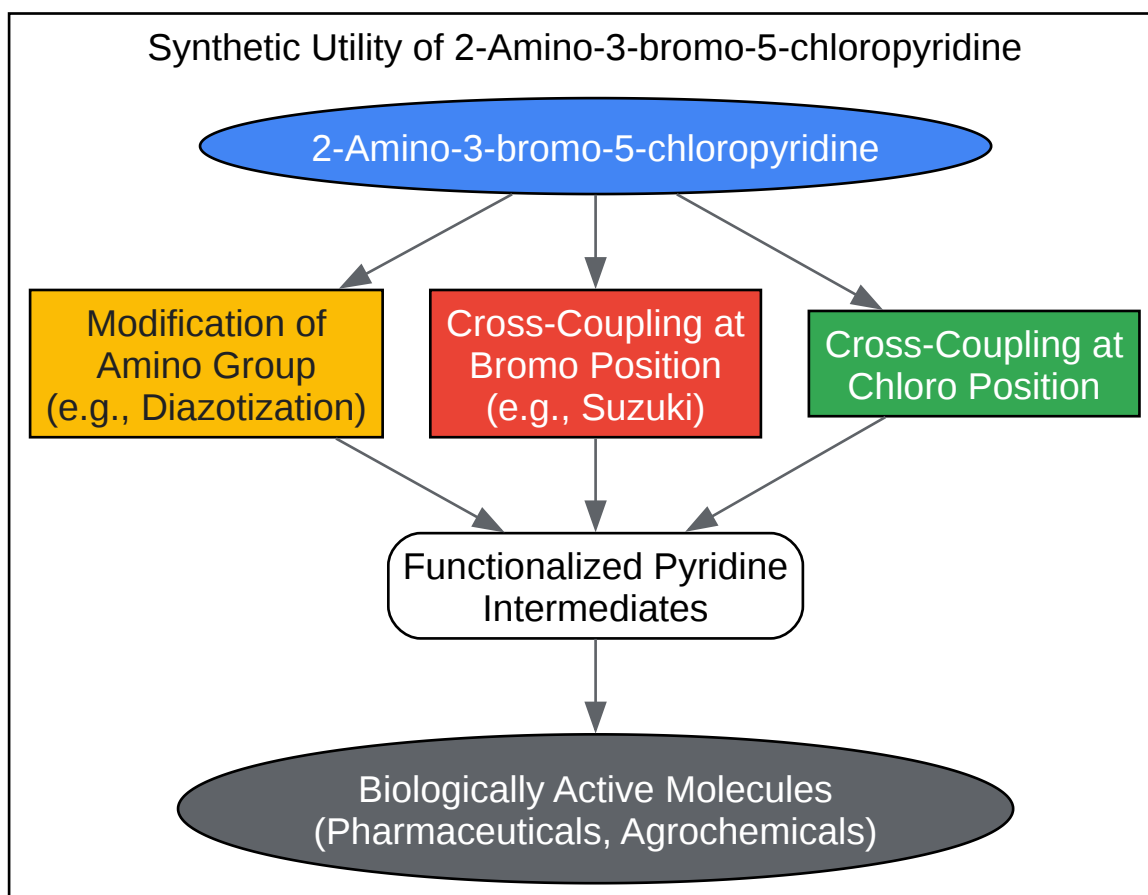 Synthetic Utility of 2-Amino-3-bromo-5-chloropyridine
2-Amino-3-bromo-5-chloropyridine
Modification of
Amino Group
(e.g., Diazotization)
Cross-Coupling at
Bromo Position
(e.g., Suzuki)
Cross-Coupling at
Chloro Position
Functionalized Pyridine
Intermediates
Biologically Active Molecules
(Pharmaceuticals, Agrochemicals)